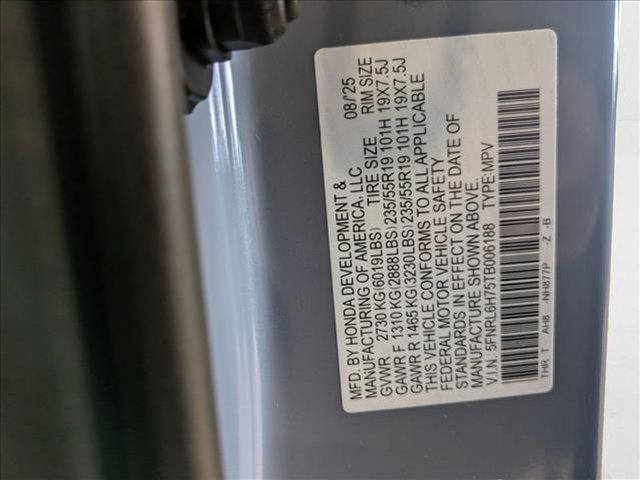 MFD. BY HONDA DEVELOPMENT &
MANUFACTURING OF AMERICA, LLC 08/'25
GVWR 2730 KG(6019LBS) TIRE SIZE RIM SIZE
GAWR F 1310 KG(2888LBS)235/55R19 101H 19X7.5J
GAWR R 1465 KG(3230LBS)235/55R19 101H 19X7.5J
THIS VEHICLE CONFORMS TO ALL APPLICABLE
FEDERAL MOTOR VEHICLE SAFETY
STANDARDS IN EFFECT ON THE DATE OF
MANUFACTURE SHOWN ABOVE.
V.I.N: 5FNRL6H75TB006188 TYPE:MPV
THR T AH8 -NH877P -Z -B